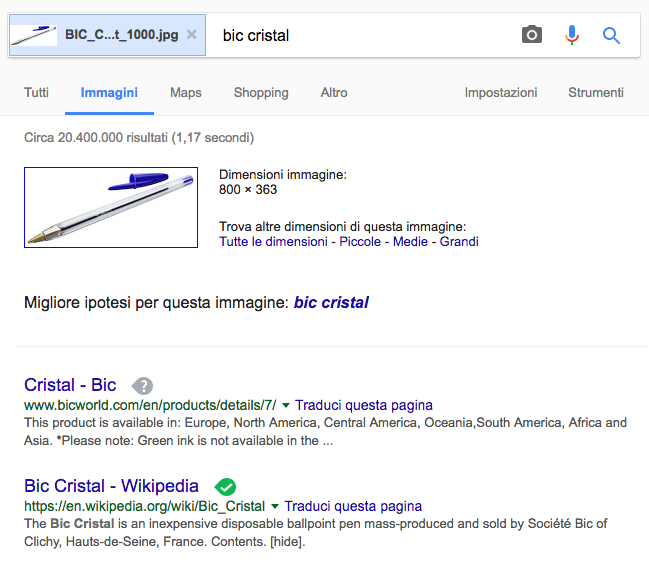 BIC_C...t_1000.jpg × bic cristal
Tutti Immagini Maps Shopping Altro Impostazioni Strumenti
Circa 20.400.000 risultati (1,17 secondi)
Dimensioni immagine:
800 × 363
Trova altre dimensioni di questa immagine:
Tutte le dimensioni - Piccole - Medie - Grandi
Migliore ipotesi per questa immagine: bic cristal
Cristal - Bic ?
www.bicworld.com/en/products/details/7/ Traduci questa pagina
This product is available in: Europe, North America, Central America, Oceania,South America, Africa and
Asia. *Please note: Green ink is not available in the ...
Bic Cristal - Wikipedia
https://en.wikipedia.org/wiki/Bic_Cristal Traduci questa pagina
The Bic Cristal is an inexpensive disposable ballpoint pen mass-produced and sold by Société Bic of
Clichy, Hauts-de-Seine, France. Contents. [hide].